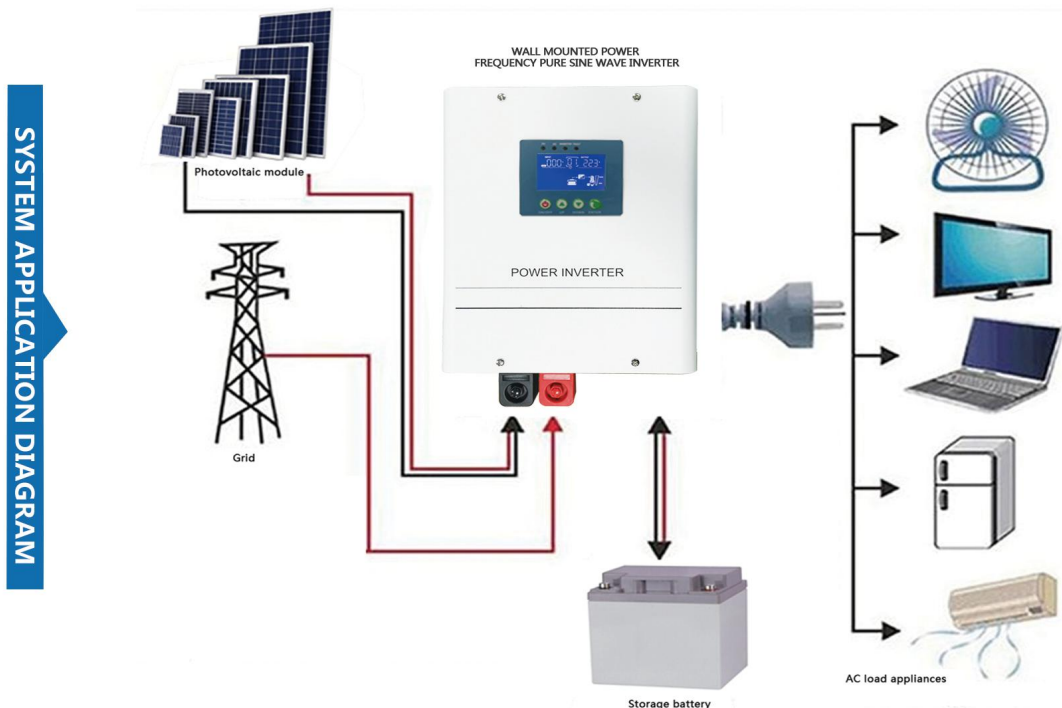 SYSTEM APPLICATION DIAGRAM
WALL MOUNTED POWER
FREQUENCY PURE SINE WAVE INVERTER
Photovoltaic module
POWER INVERTER
Grid
Storage battery
AC load appliances